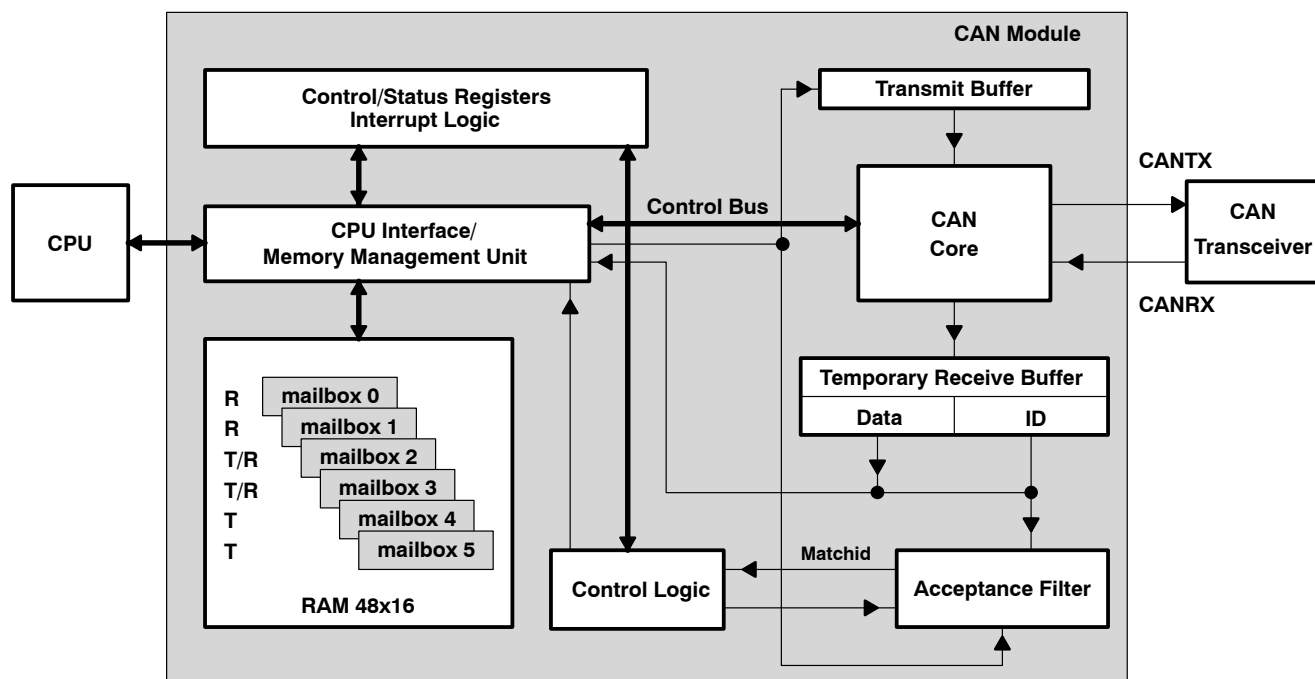 CAN Module
Control/Status Registers
Interrupt Logic
Transmit Buffer
CANTX
CPU
CPU Interface/
Memory Management Unit
Control Bus
CAN
Core
CAN
Transceiver
CANRX
Temporary Receive Buffer
Data
ID
R
mailbox 0
R
mailbox 1
T/R
mailbox 2
T/R
mailbox 3
T
mailbox 4
T
mailbox 5
RAM 48x16
Control Logic
Matchid
Acceptance Filter